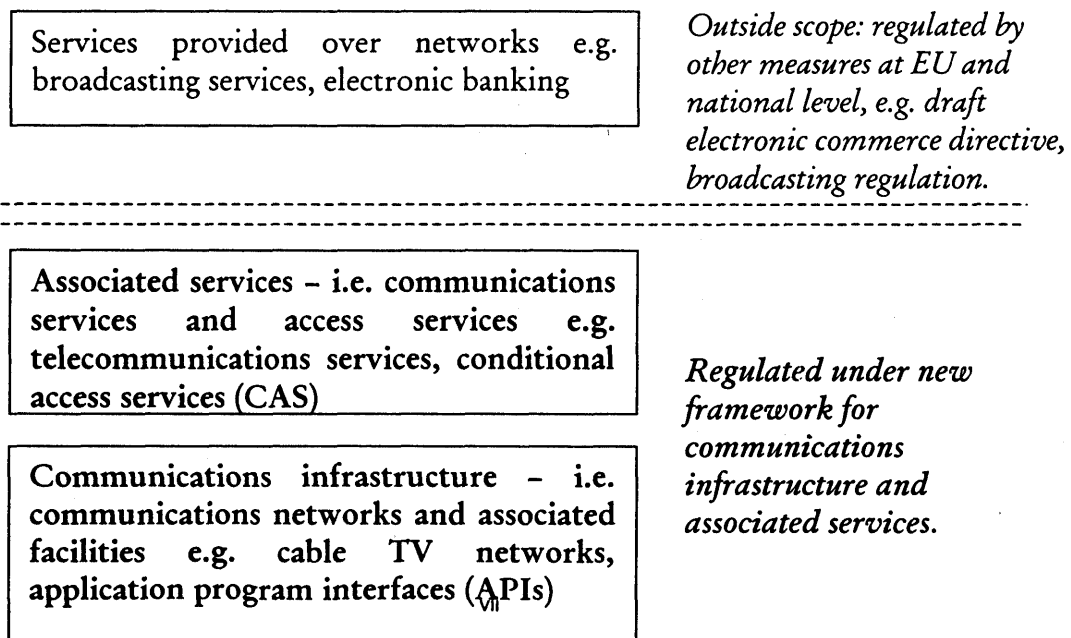 Services provided over networks e.g.
broadcasting services, electronic banking
Outside scope: regulated by
other measures at EU and
national level, e.g. draft
electronic commerce directive,
broadcasting regulation.
Associated services – i.e. communications
services and access services e.g.
telecommunications services, conditional
access services (CAS)
Communications infrastructure – i.e.
communications networks and associated
facilities e.g. cable TV networks,
application program interfaces (APIs)
VII
Regulated under new
framework for
communications
infrastructure and
associated services.